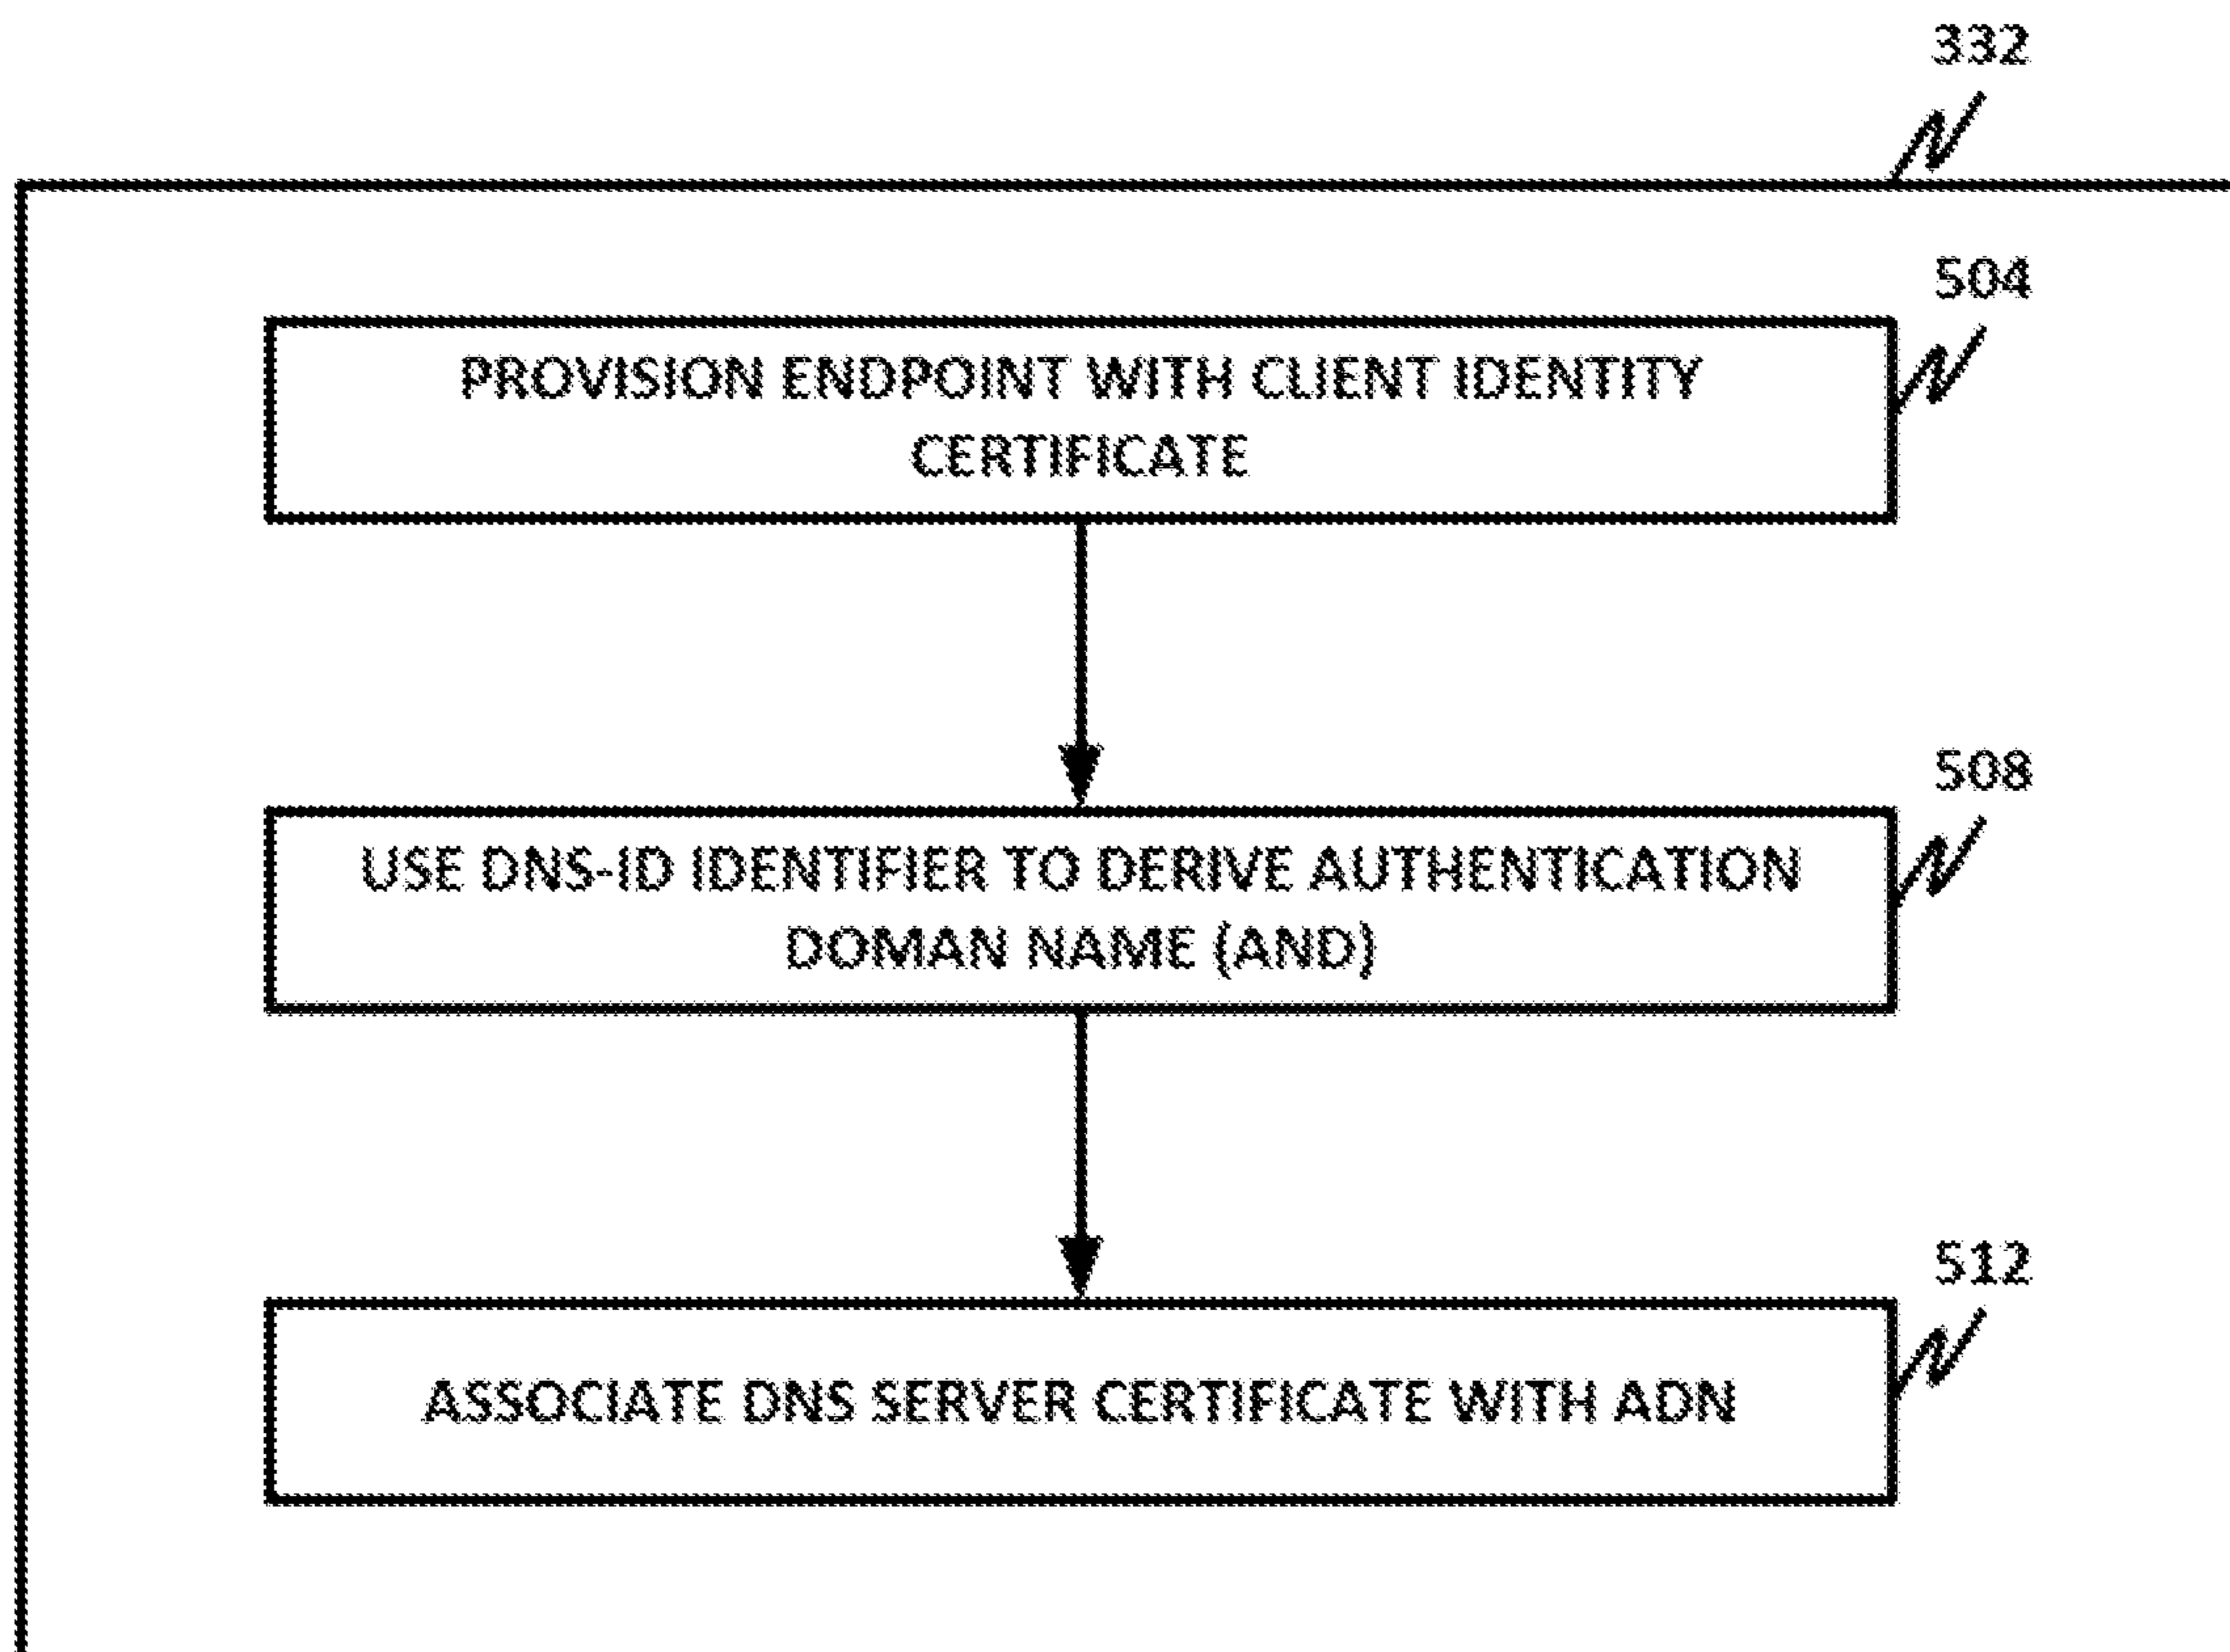 332
504
PROVISION ENDPOINT WITH CLIENT IDENTITY
CERTIFICATE
508
USE DNS-ID IDENTIFIER TO DERIVE AUTHENTICATION
DOMAN NAME (AND)
512
ASSOCIATE DNS SERVER CERTIFICATE WITH ADN